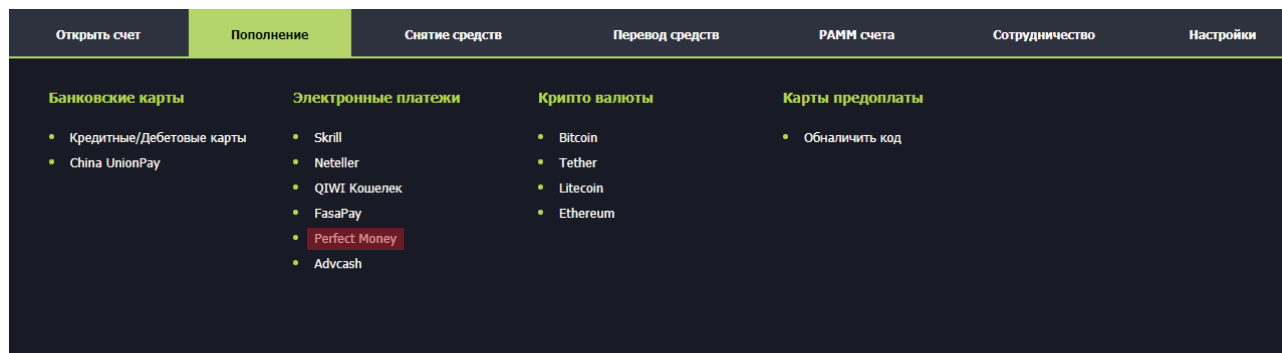 Открыть счет
Пополнение
Снятие средств
Перевод средств
PAMM счета
Сотрудничество
Настройки
Банковские карты
Кредитные/Дебетовые карты
China UnionPay
Электронные платежи
Skrill
Neteller
QIWI Кошелек
FasaPay
Perfect Money
Advcash
Крипто валюты
Bitcoin
Tether
Litecoin
Ethereum
Карты предоплаты
Обналичить код